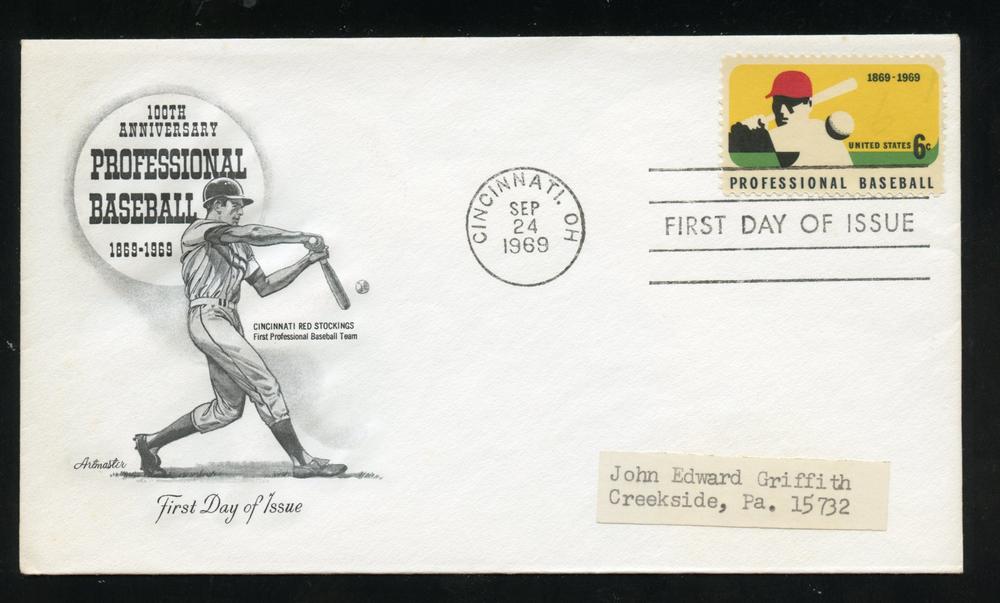 100TH
ANNIVERSARY
PROFESSIONAL
BASEBALL
1869-1969
CINCINNATI RED STOCKINGS
First Professional Baseball Team
Artmaster
First Day of Issue
CINCINNATI, OH
SEP
24
1969
1869-1969
UNITED STATES 6c
PROFESSIONAL BASEBALL
FIRST DAY OF ISSUE
John Edward Griffith
Creekside, Pa. 15732